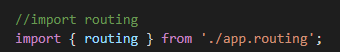 //import routing
import { routing } from './app.routing';